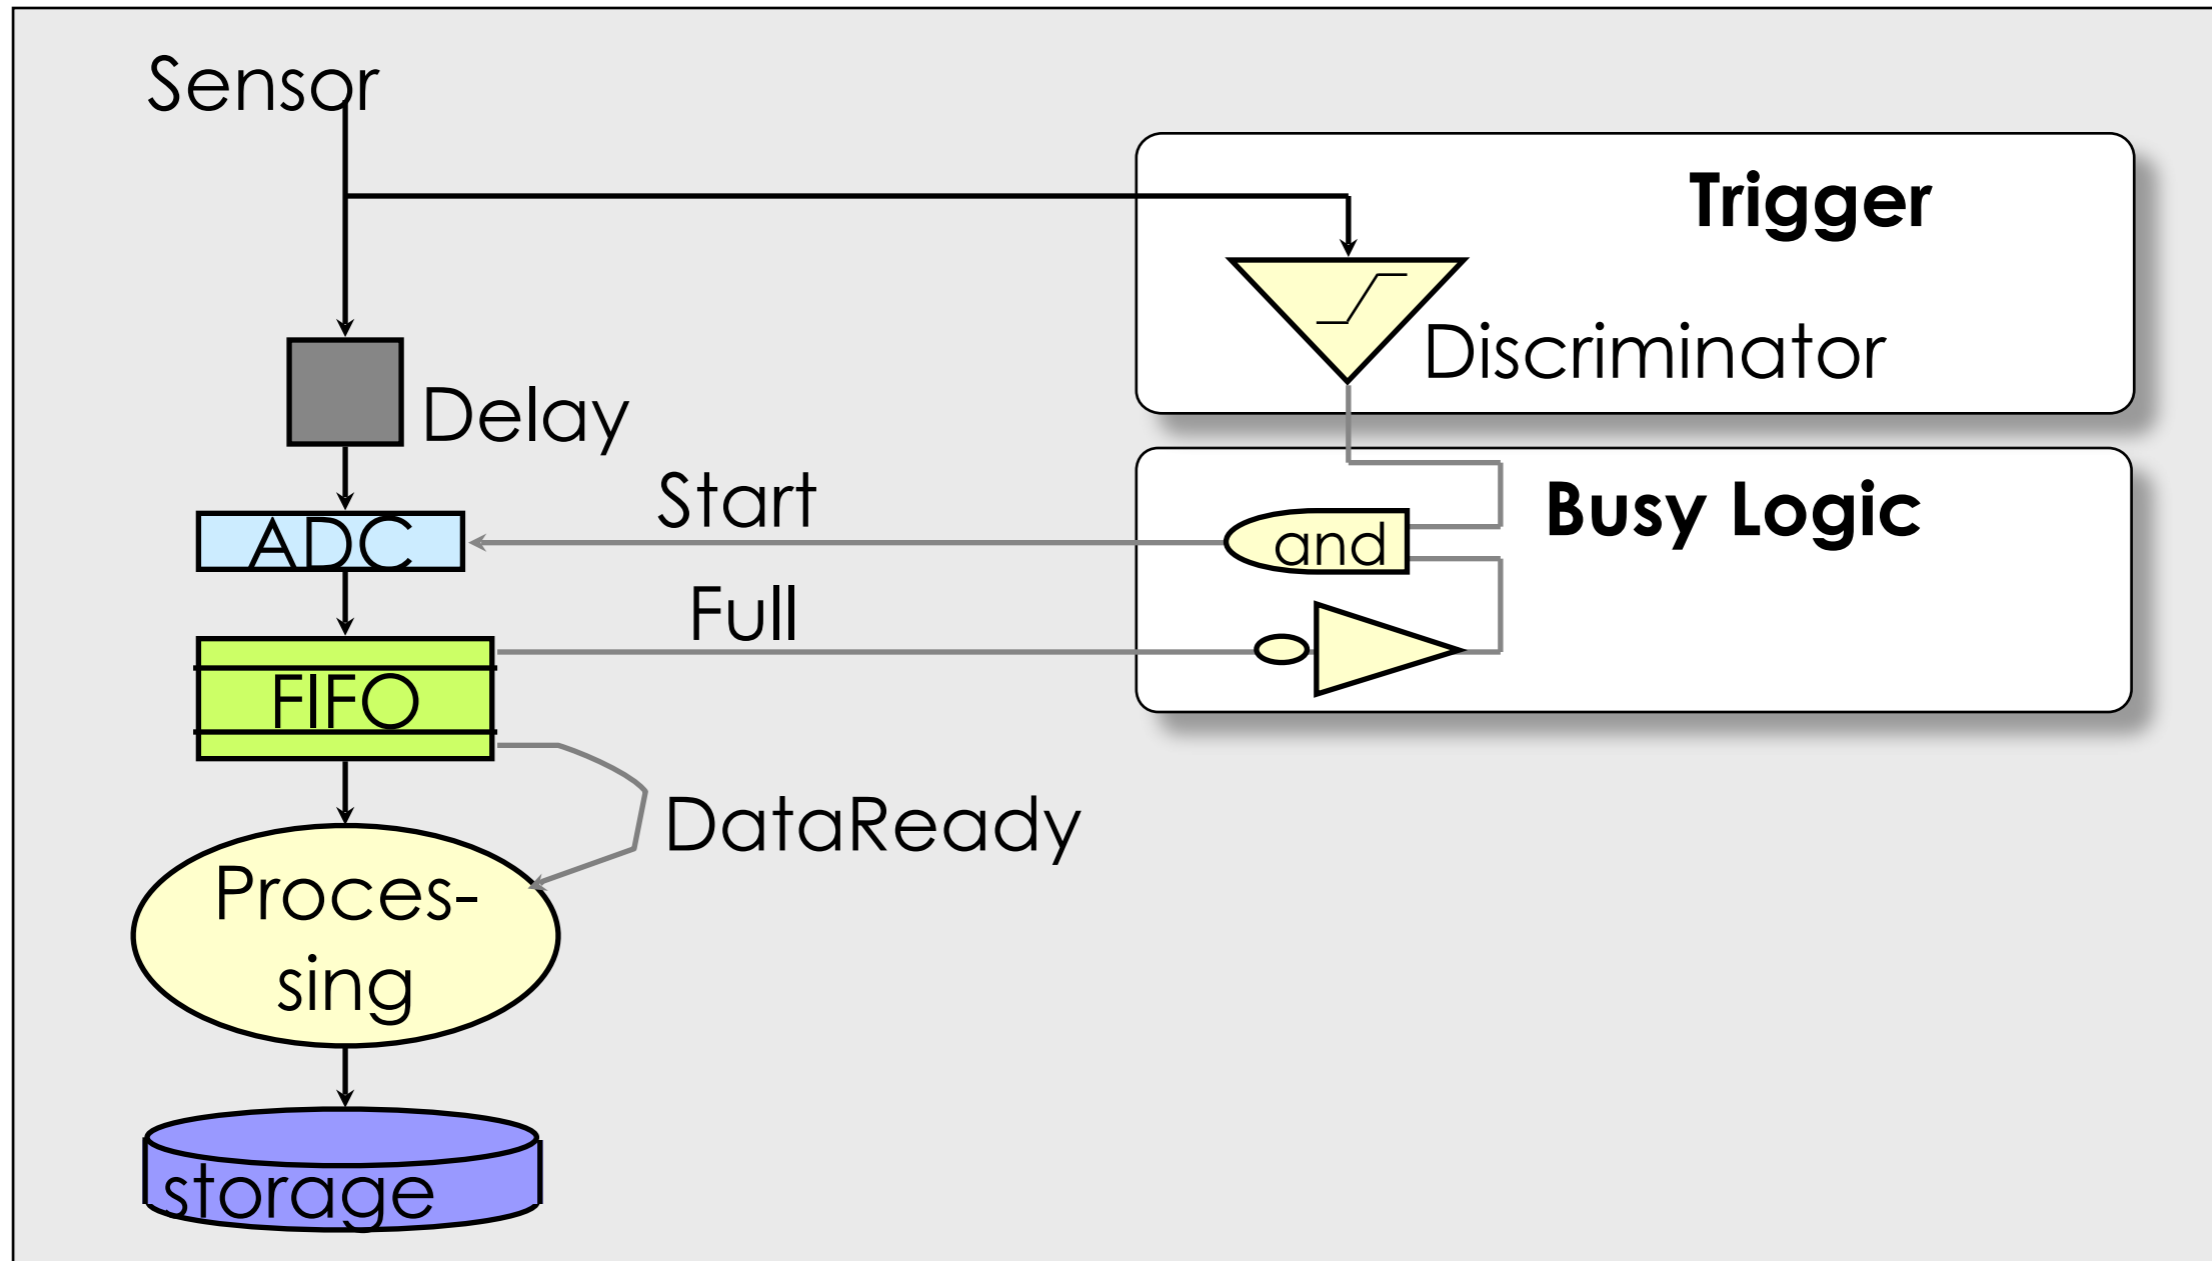 Sensor
Trigger
Discriminator
Delay
Start
Busy Logic
ADC
and
Full
FIFO
DataReady
Proces-
sing
storage